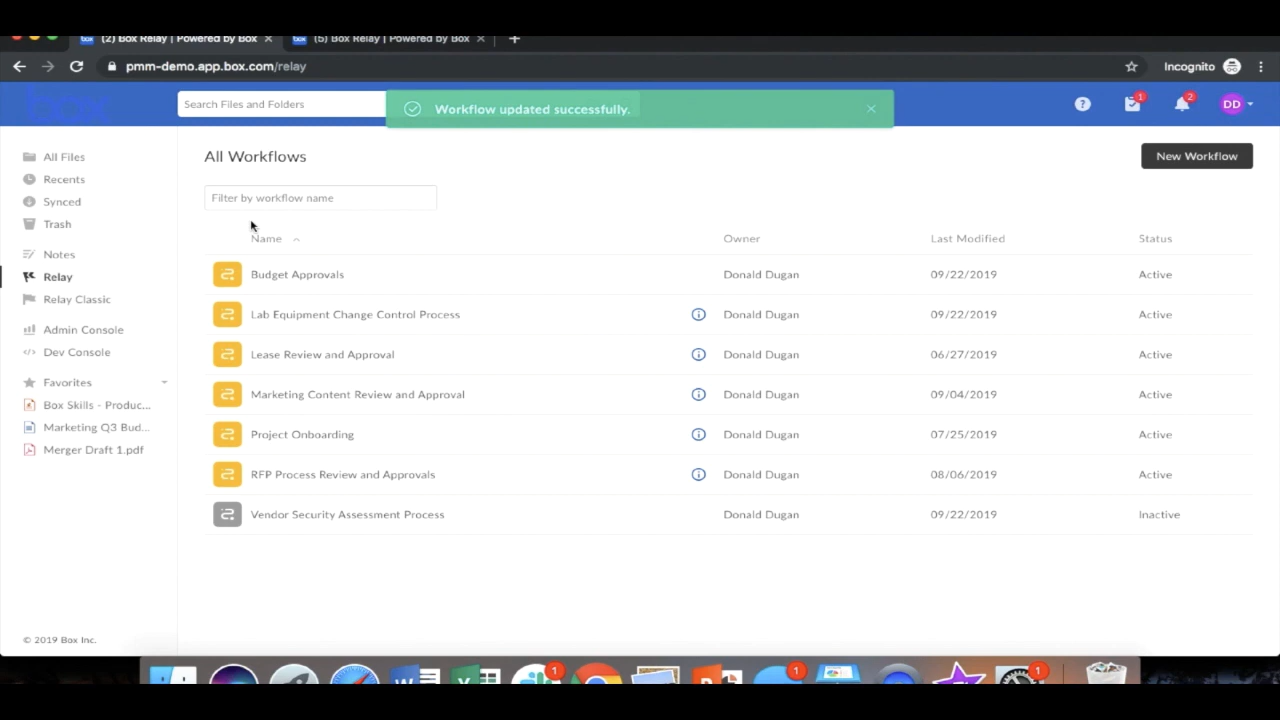 (2) Box Relay | Powered by Box
(5) Box Relay | Powered by Box
pmm-demo.app.box.com/relay
Incognito
box
Search Files and Folders
Workflow updated successfully.
1
2
DD
All Files
Recents
Synced
Trash
Notes
Relay
Relay Classic
Admin Console
Dev Console
Favorites
Box Skills - Produc...
Marketing Q3 Bud...
Merger Draft 1.pdf
© 2019 Box Inc.
All Workflows
New Workflow
Filter by workflow name
Name Owner Last Modified Status
Budget Approvals Donald Dugan 09/22/2019 Active
Lab Equipment Change Control Process Donald Dugan 09/22/2019 Active
Lease Review and Approval Donald Dugan 06/27/2019 Active
Marketing Content Review and Approval Donald Dugan 09/04/2019 Active
Project Onboarding Donald Dugan 07/25/2019 Active
RFP Process Review and Approvals Donald Dugan 08/06/2019 Active
Vendor Security Assessment Process Donald Dugan 09/22/2019 Inactive
1
1
1